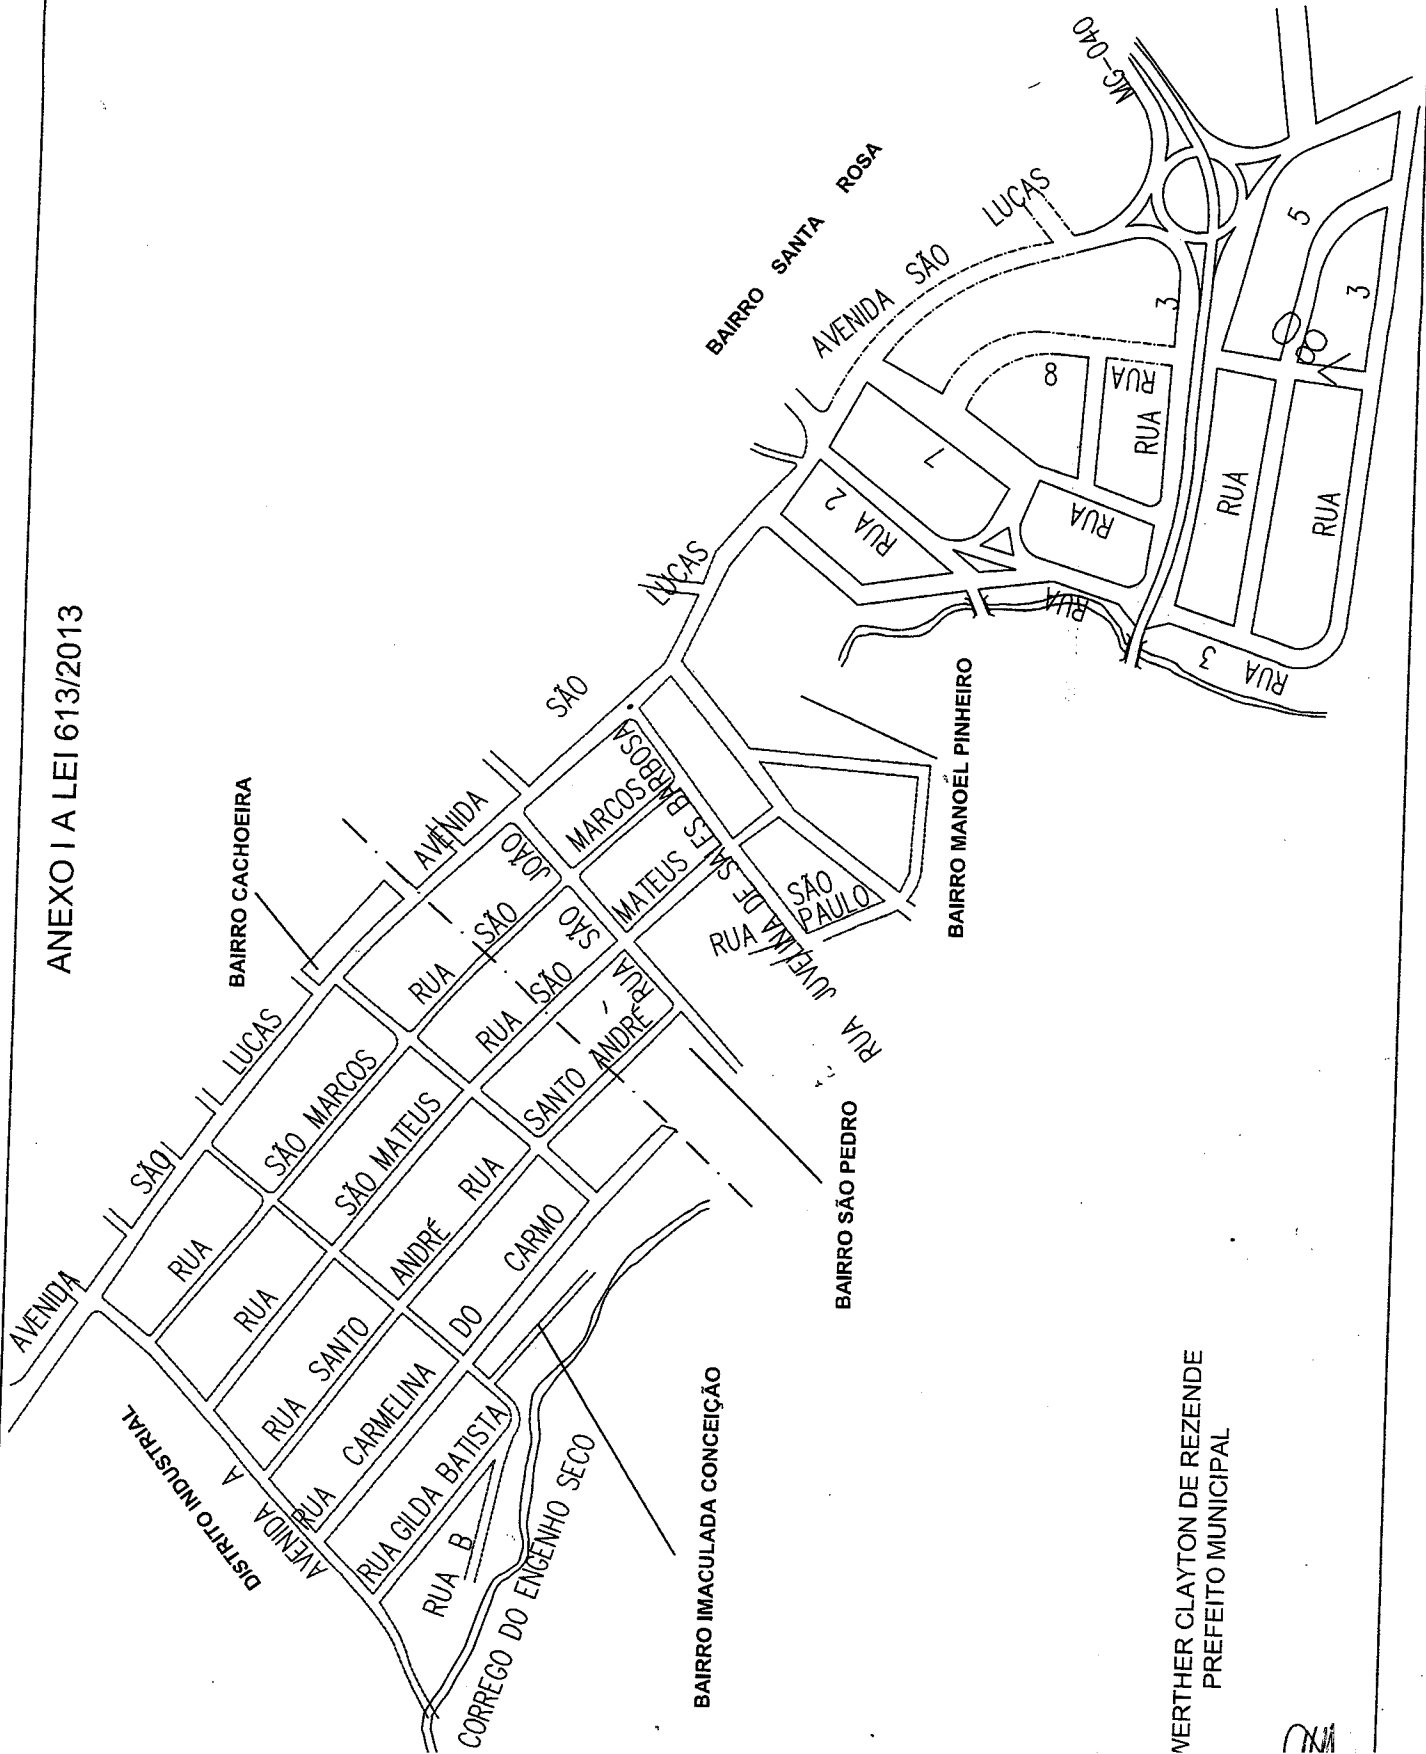 ANEXO I A LEI 613/2013
BAIRRO CACHOEIRA
BAIRRO SANTA ROSA
MG-040
AVENIDA SÃO LUCAS
AVENIDA SÃO LUCAS
AVENIDA SÃO LUCAS
DISTRITO INDUSTRIAL
AVENIDA A
RUA SÃO MARCOS
RUA SÃO MARCOS
RUA SÃO MATEUS
RUA SÃO MATEUS
RUA SANTO ANDRÉ
RUA SANTO ANDRÉ
RUA SÃO JOÃO
RUA CARMELINA DO CARMO
RUA GILDA BATISTA
RUA B
CORREGO DO ENGENHO SECO
RUA JUVELINA DE SALES BARBOSA
RUA SÃO PAULO
RUA 2
RUA 7
RUA 8
RUA 3
RUA
RUA 5
RUA 3
RUA 3
BAIRRO MANOEL PINHEIRO
BAIRRO SÃO PEDRO
BAIRRO IMACULADA CONCEIÇÃO
WERTHER CLAYTON DE REZENDE
PREFEITO MUNICIPAL